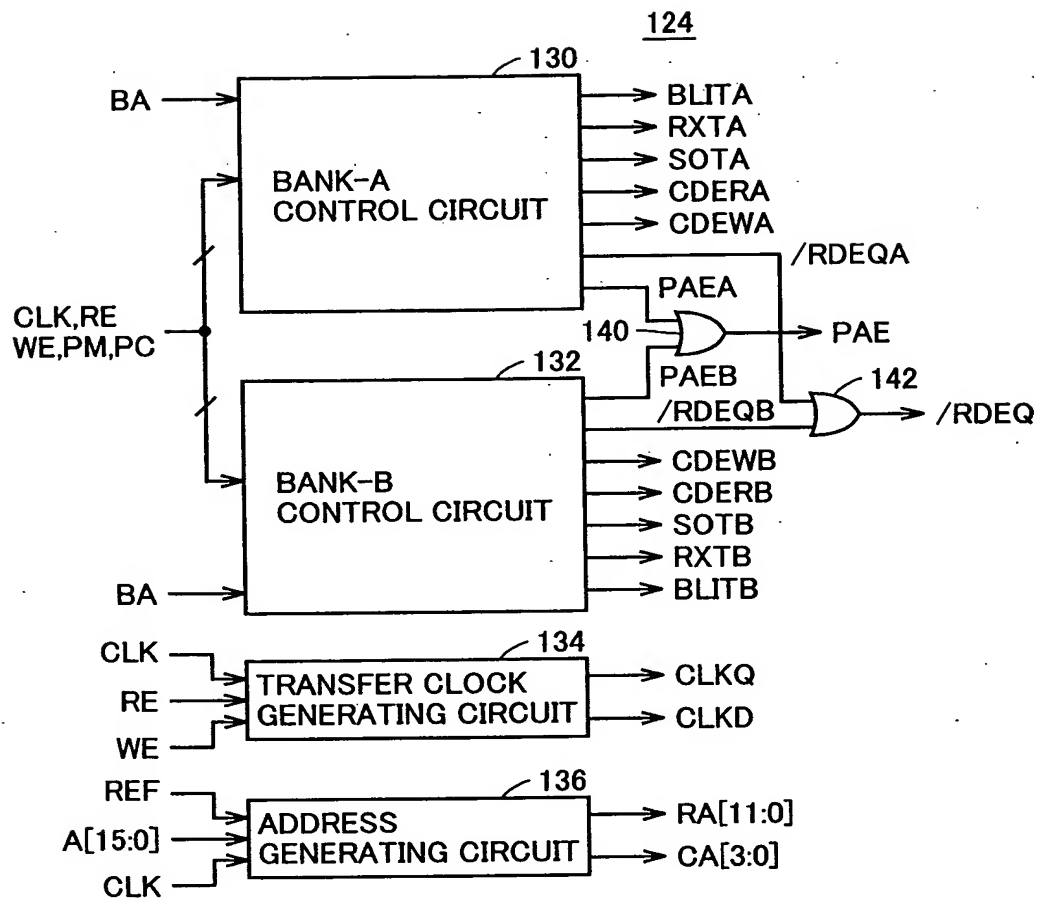 124
130
BA
BANK-A
CONTROL CIRCUIT
BLITA
RXTA
SOTA
CDERA
CDEWA
/RDEQA
PAEA
CLK,RE
WE,PM,PC
140
PAE
132
PAEB
142
/RDEQB
/RDEQ
BANK-B
CONTROL CIRCUIT
CDEWB
CDERB
SOTB
RXTB
BLITB
BA
134
CLK
RE
WE
TRANSFER CLOCK
GENERATING CIRCUIT
CLKQ
CLKD
136
REF
A[15:0]
CLK
ADDRESS
GENERATING CIRCUIT
RA[11:0]
CA[3:0]